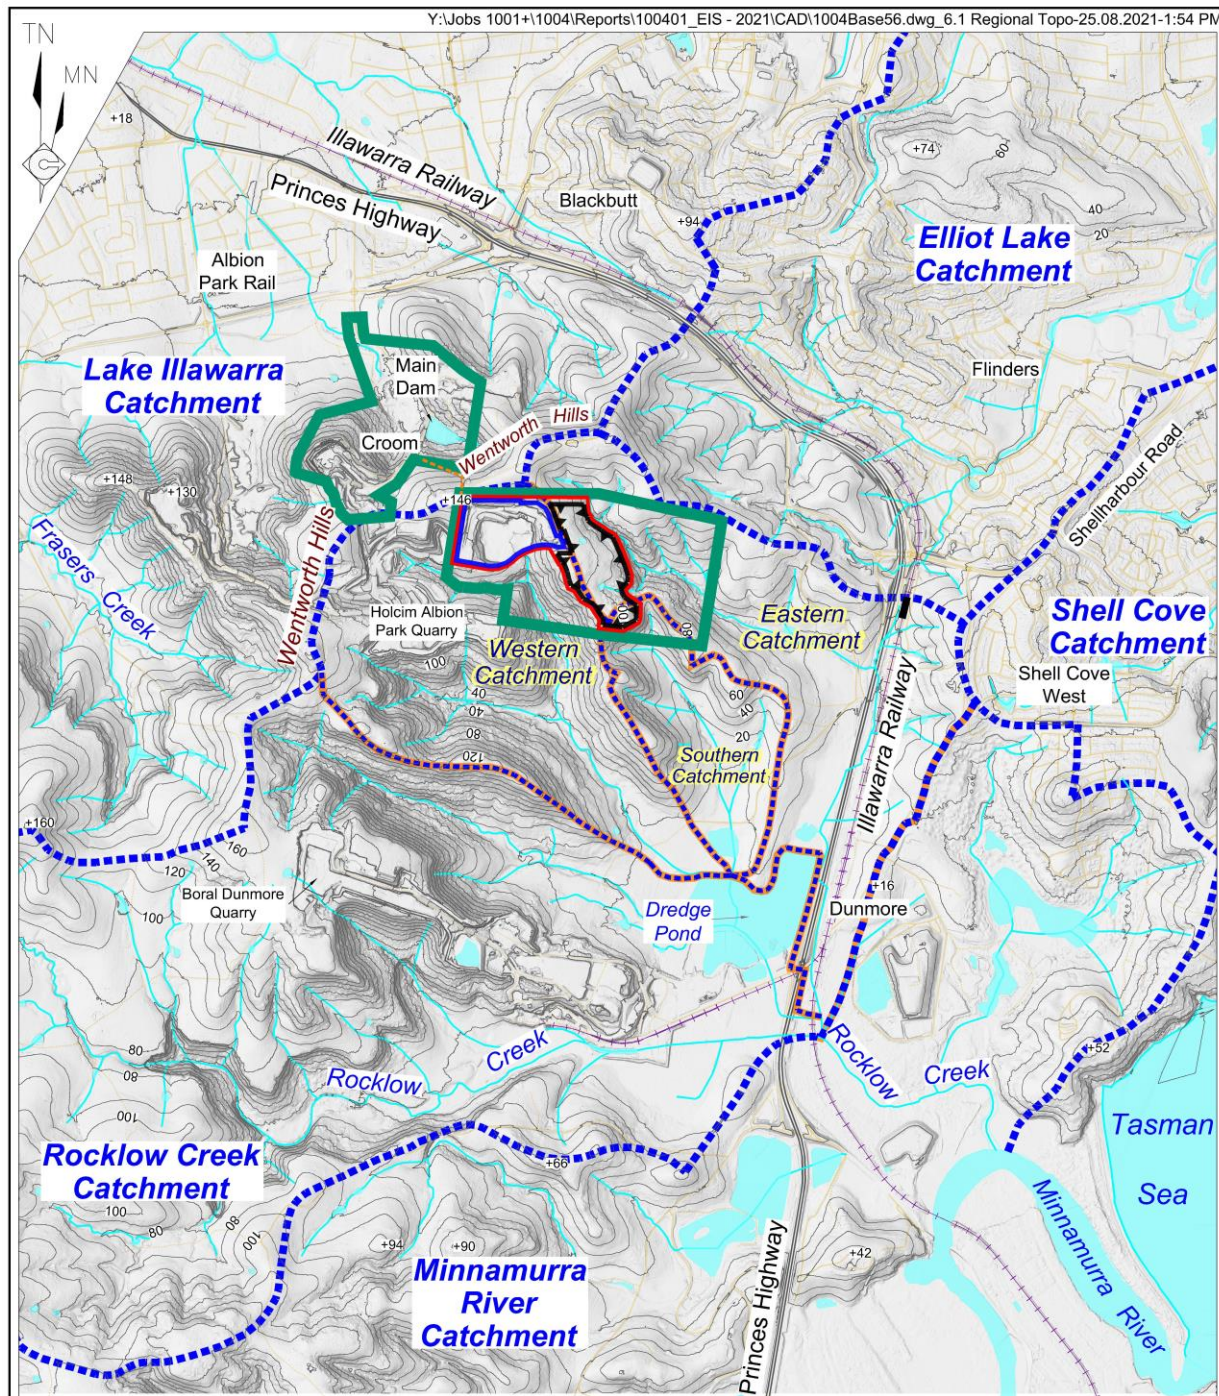 Y:\Jobs 1001+\1004\Reports\100401_EIS - 2021\CAD\1004Base56.dwg_6.1 Regional Topo-25.08.2021-1:54 PM
TN
MN
+18
Illawarra Railway
Princes Highway
Blackbutt
+94
+74
60
40
20
Elliot Lake
Catchment
Albion
Park Rail
Lake Illawarra
Catchment
Main
Dam
Croom
Wentworth Hills
Flinders
Shellharbour Road
+148
+130
+146
Frasers
Creek
Wentworth Hills
Holcim Albion
Park Quarry
100
Western
Catchment
Eastern
Catchment
80
Shell Cove
Catchment
Shell Cove
West
40
40
80
120
60
40
20
Southern
Catchment
Illawarra Railway
+160
160
140
120
100
Boral Dunmore
Quarry
Dredge
Pond
+16
Dunmore
80
80
100
Rocklow
Creek
Rocklow
Creek
+52
Tasman
Sea
Rocklow Creek
Catchment
100
80
80
100
+66
+94
+90
Minnamurra
River
Catchment
+42
Princes Highway
Minnamurra River